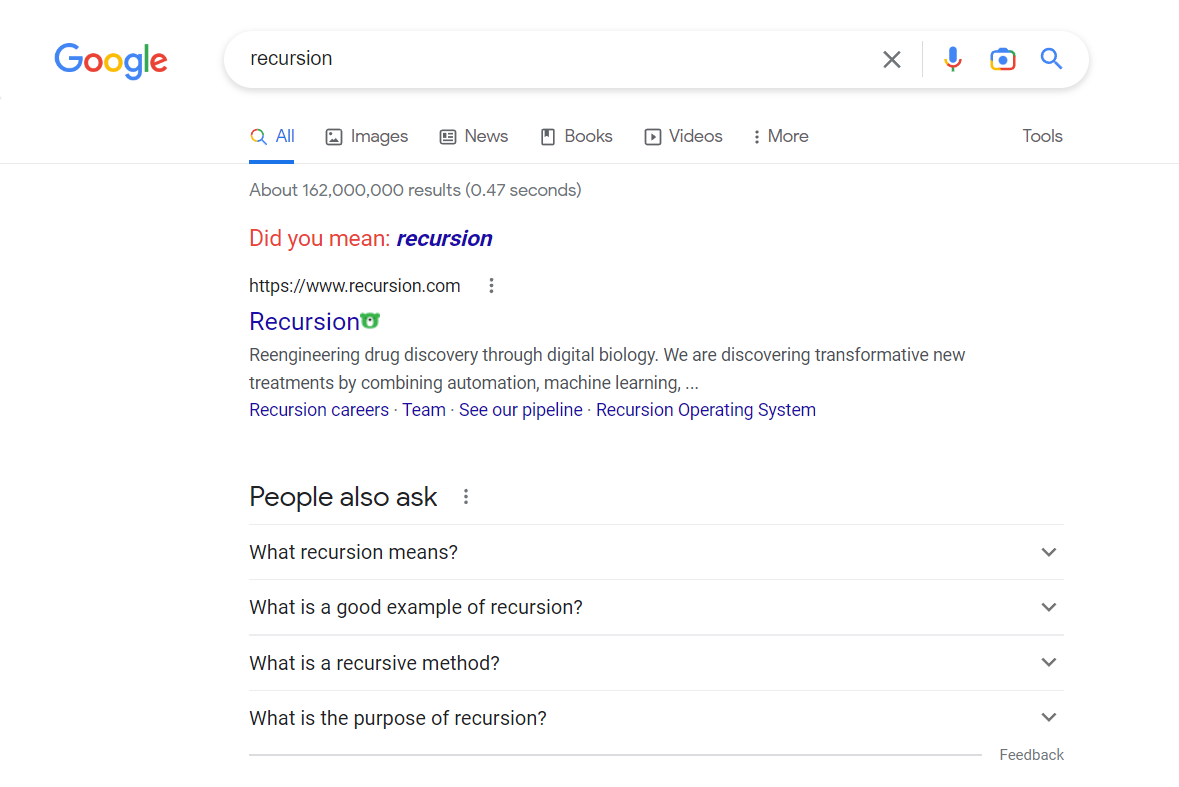 Google
recursion
All Images News Books Videos More Tools
About 162,000,000 results (0.47 seconds)
Did you mean: recursion
https://www.recursion.com
Recursion
Reengineering drug discovery through digital biology. We are discovering transformative new
treatments by combining automation, machine learning, ...
Recursion careers · Team · See our pipeline · Recursion Operating System
People also ask
What recursion means?
What is a good example of recursion?
What is a recursive method?
What is the purpose of recursion?
Feedback